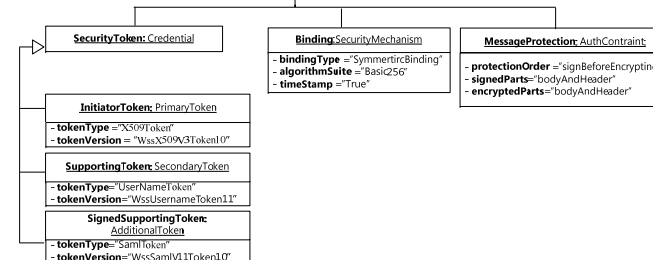 SecurityToken: Credential
Binding:SecurityMechanism
- bindingType ="SymmertircBinding"
- algorithmSuite ="Basic256"
- timeStamp ="True"
MessageProtection: AuthContraint:
- protectionOrder ="signBeforeEncrypting
- signedParts="bodyAndHeader"
- encryptedParts="bodyAndHeader"
InitiatorToken: PrimaryToken
- tokenType ="X509Token"
- tokenVersion = "WssX509V3Token10"
SupportingToken: SecondaryToken
- tokenType="UserNameToken"
- tokenVersion="WssUsernameToken11"
SignedSupportingToken:
AdditionalToken
- tokenType="SamlToken"
- tokenVersion="WssSamlV11Token10"